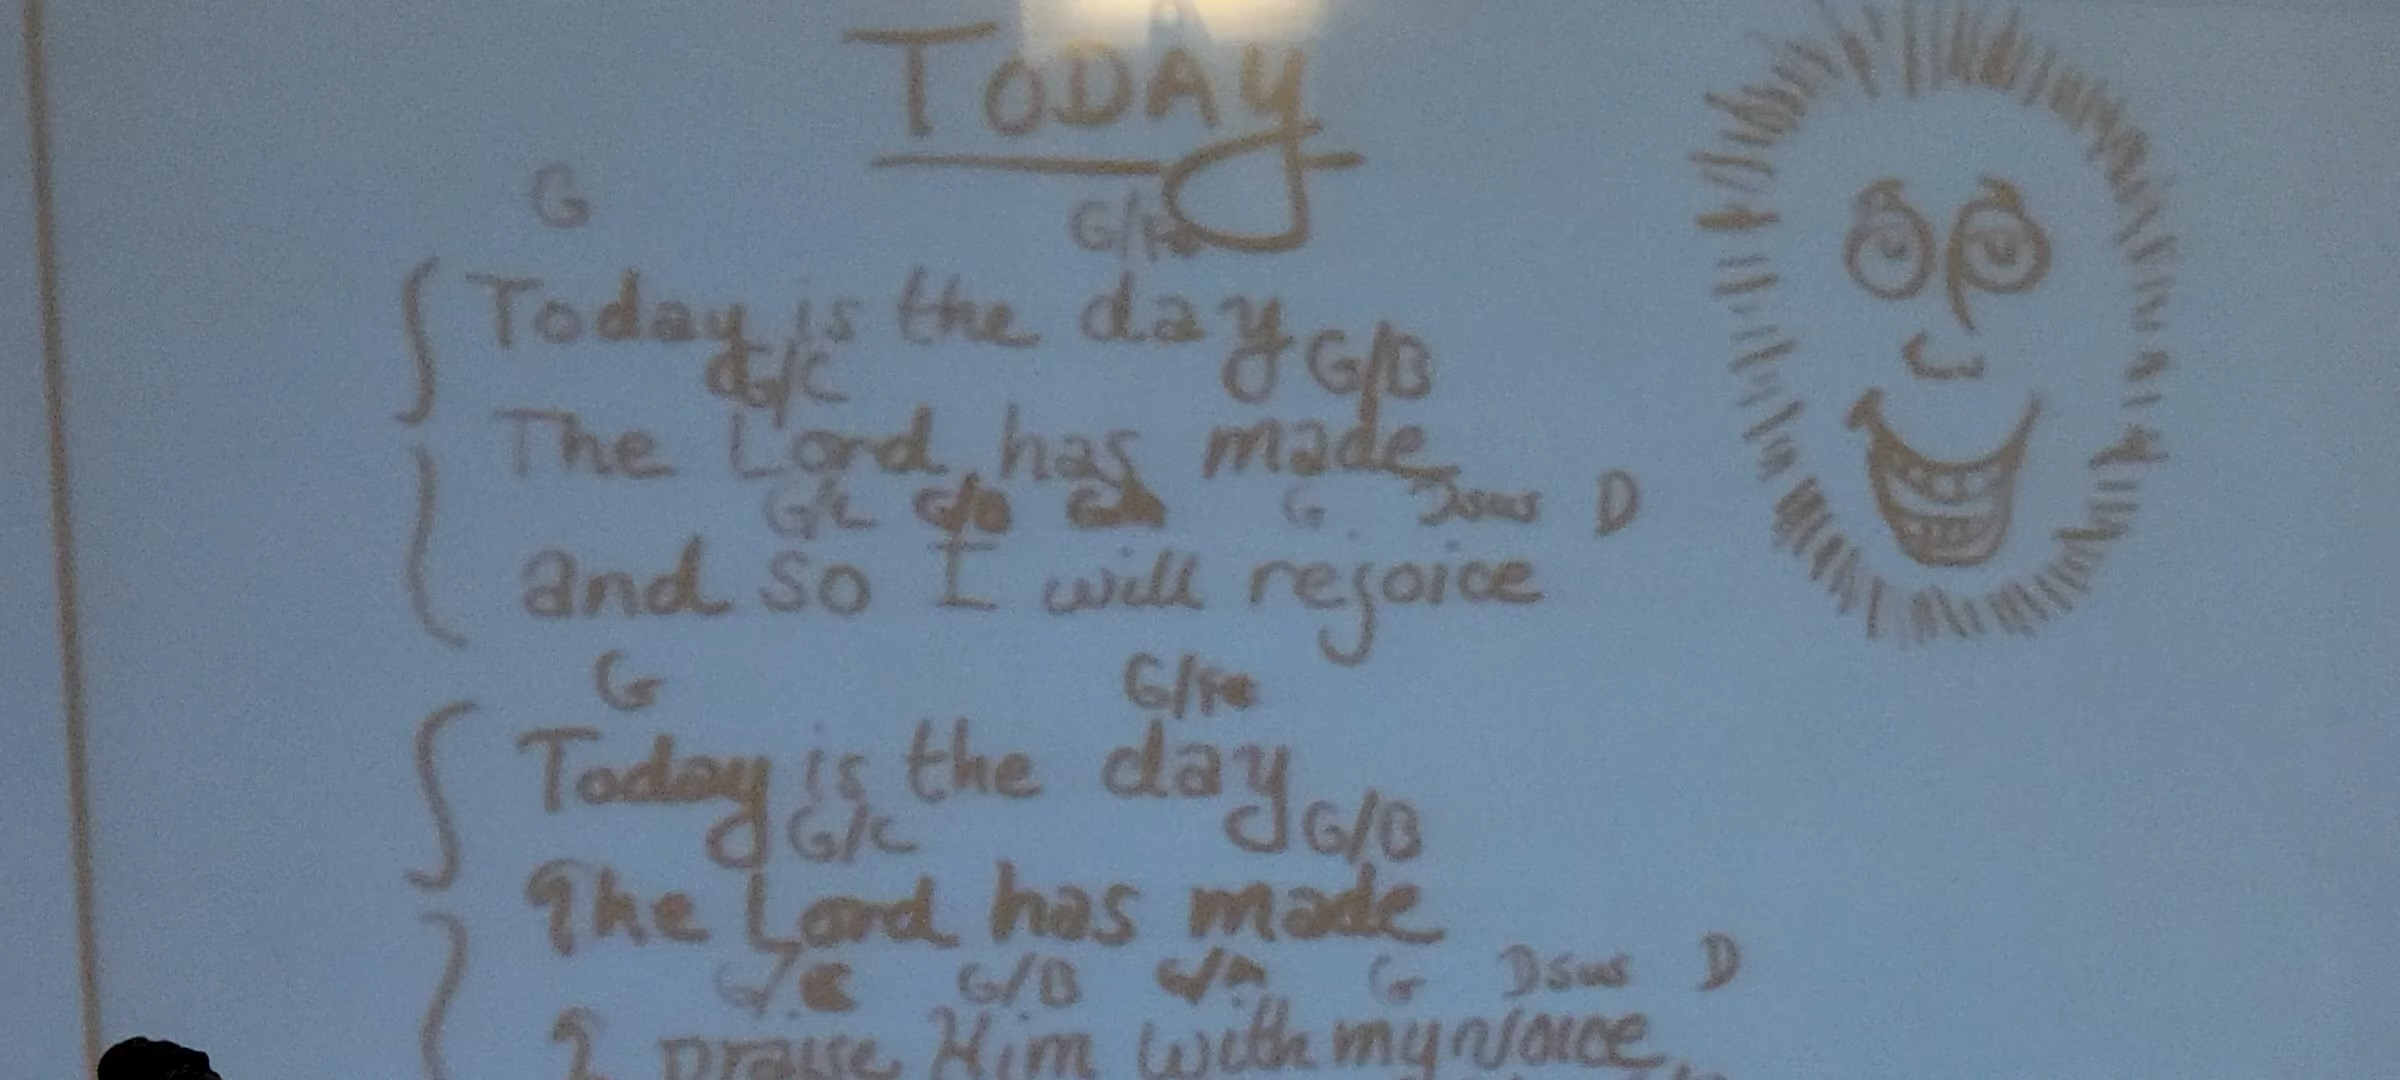 TODAY
G
Today is the day
G/C G/B
The Lord has made
G/C G Dsus D
and So I will rejoice
G
Today is the day
G/C G/B
The Lord has made
G/B G Dsus D
I praise Him with my voice